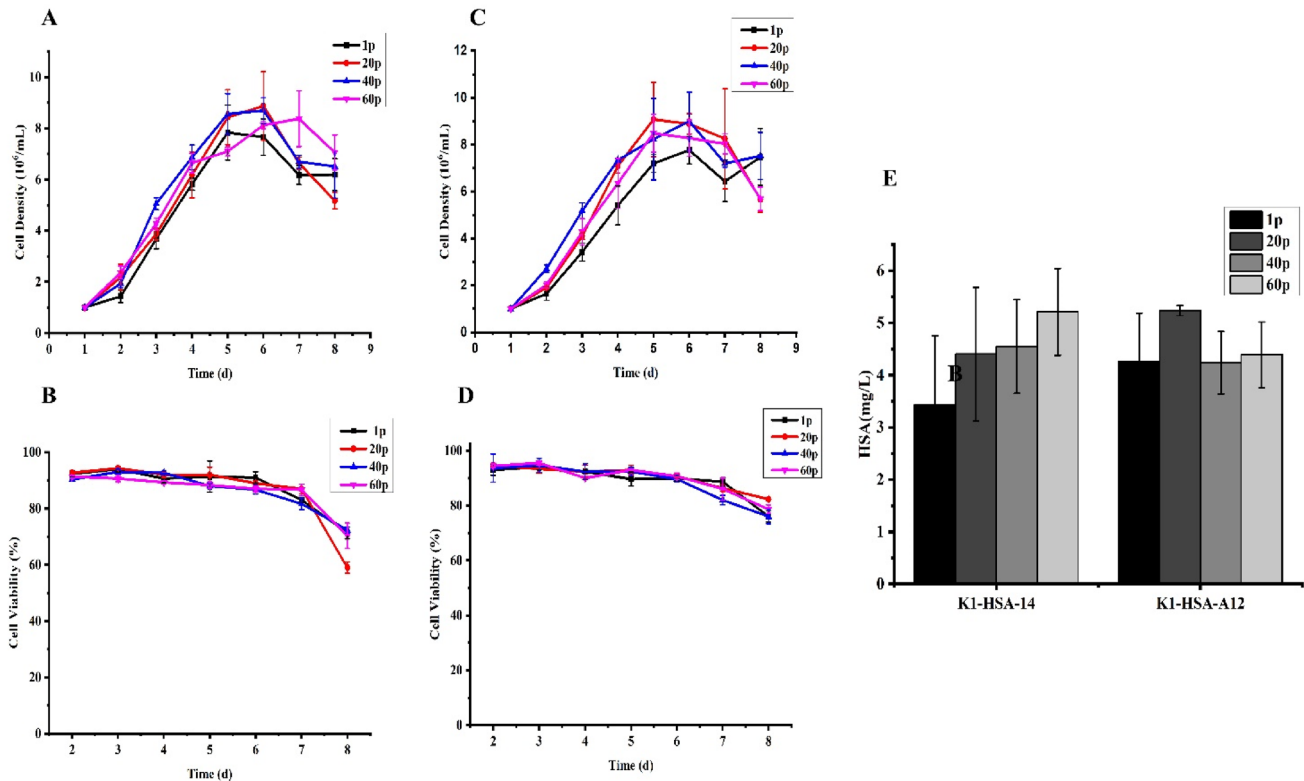 A
1p
20p
40p
60p
Cell Density (10⁶/mL)
10
8
6
4
2
0
0 1 2 3 4 5 6 7 8 9
Time (d)
C
1p
20p
40p
60p
Cell Density (10⁶/mL)
12
10
8
6
4
2
0
0 1 2 3 4 5 6 7 8 9
Time (d)
B
1p
20p
40p
60p
Cell Viability (%)
100
80
60
40
20
0
2 3 4 5 6 7 8
Time (d)
D
1p
20p
40p
60p
Cell Viability (%)
100
80
60
40
20
0
2 3 4 5 6 7 8
Time (d)
E
1p
20p
40p
60p
HSA(mg/L)
6
5
4
3
2
1
0
B
K1-HSA-14 K1-HSA-A12